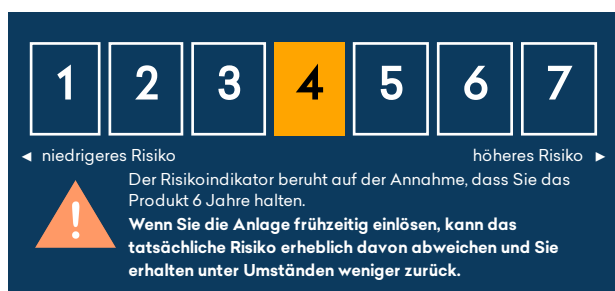 1 2 3 4 5 6 7
◄ niedrigeres Risiko höheres Risiko ►
Der Risikoindikator beruht auf der Annahme, dass Sie das
Produkt 6 Jahre halten.
Wenn Sie die Anlage frühzeitig einlösen, kann das
tatsächliche Risiko erheblich davon abweichen und Sie
erhalten unter Umständen weniger zurück.